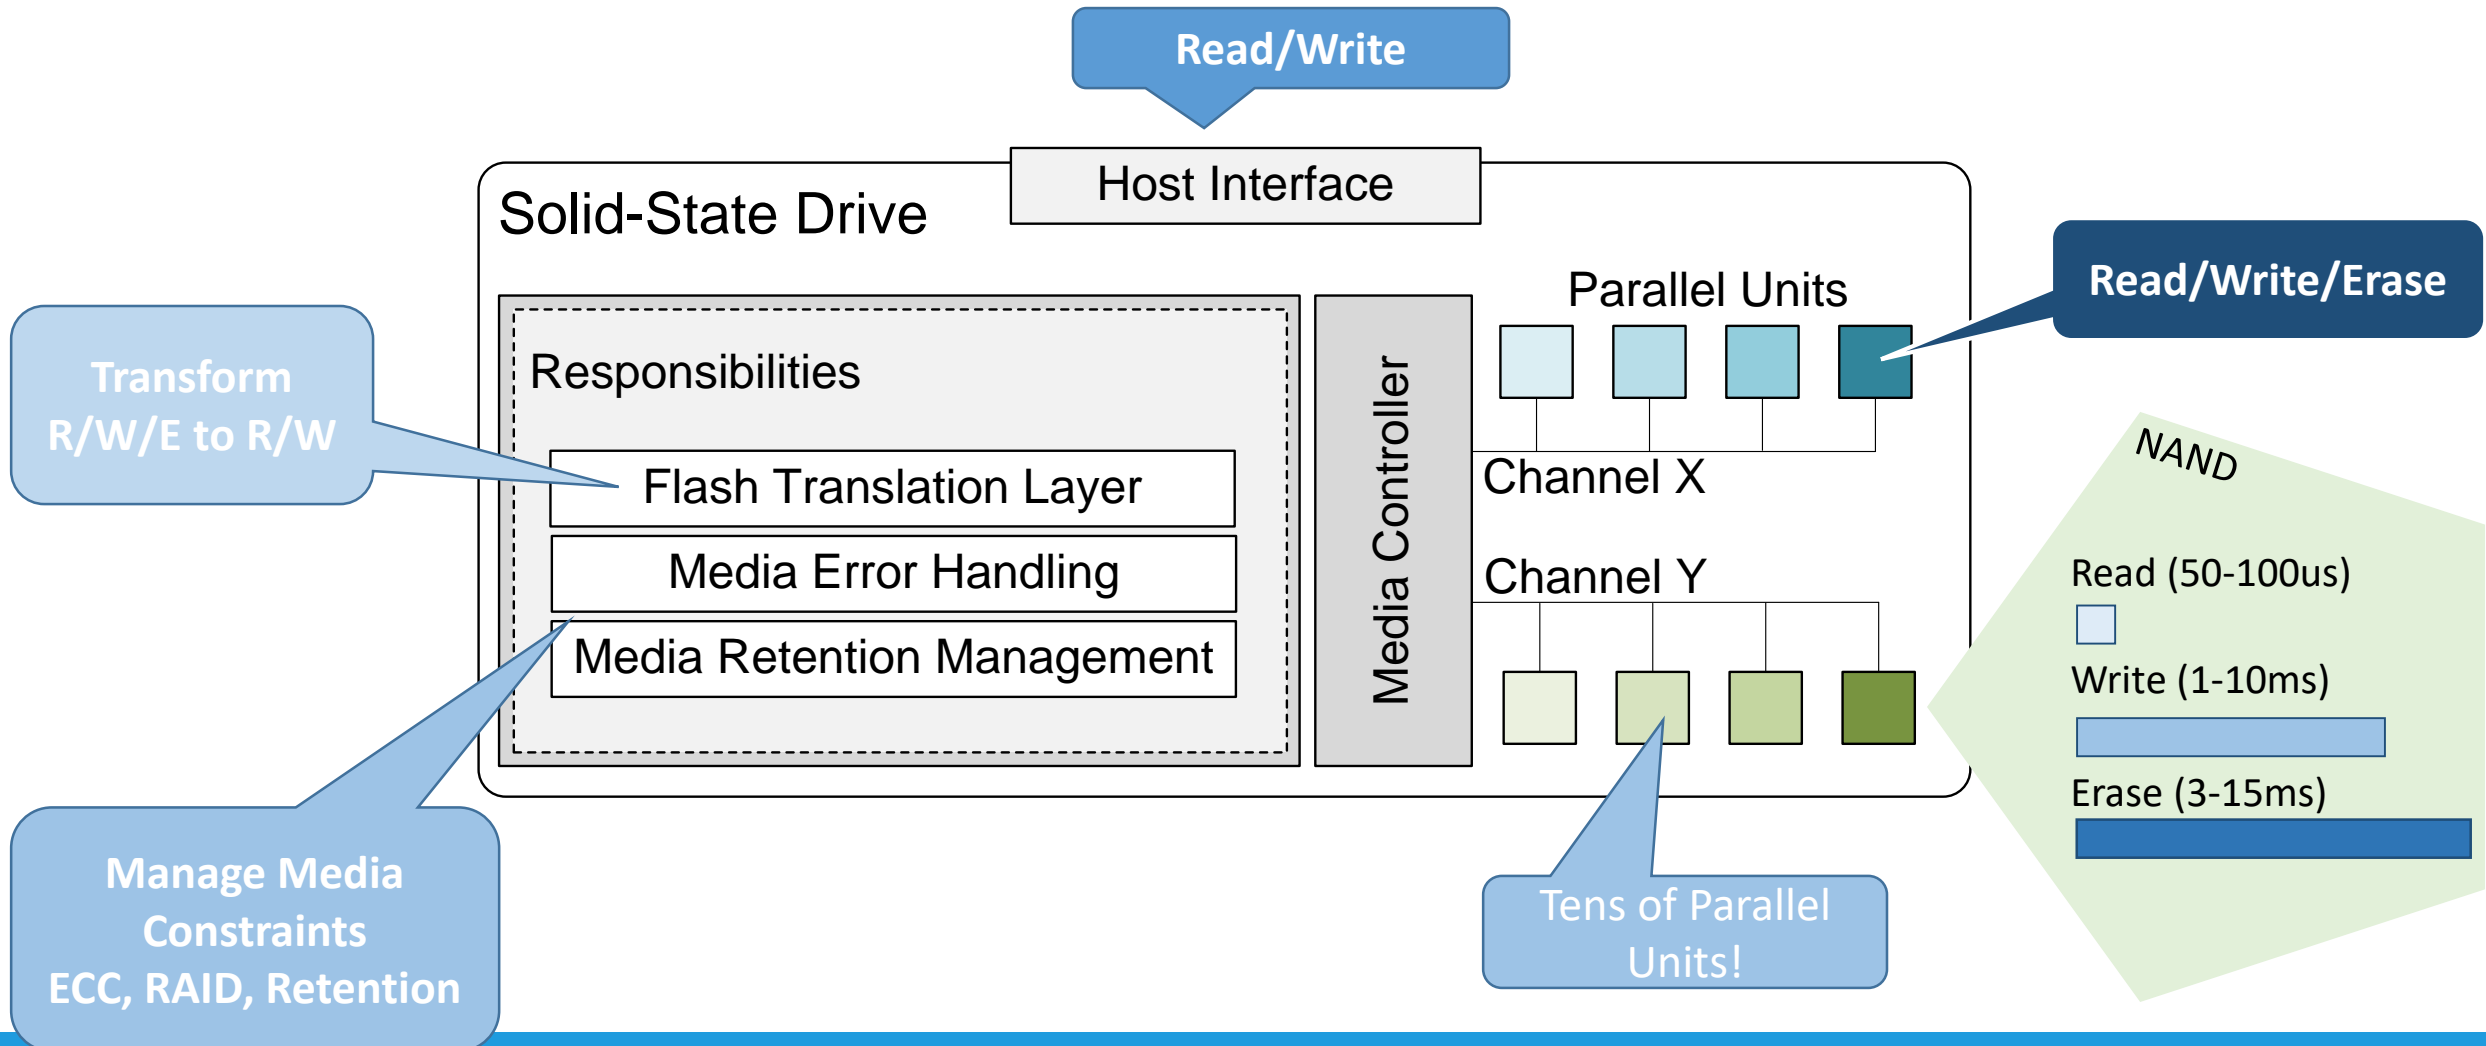 Read/Write
Host Interface
Solid-State Drive
Read/Write/Erase
Parallel Units
Transform
R/W/E to R/W
Responsibilities
Flash Translation Layer
Media Error Handling
Media Retention Management
Media Controller
Channel X
Channel Y
NAND
Read (50-100us)
Write (1-10ms)
Erase (3-15ms)
Manage Media
Constraints
ECC, RAID, Retention
Tens of Parallel
Units!